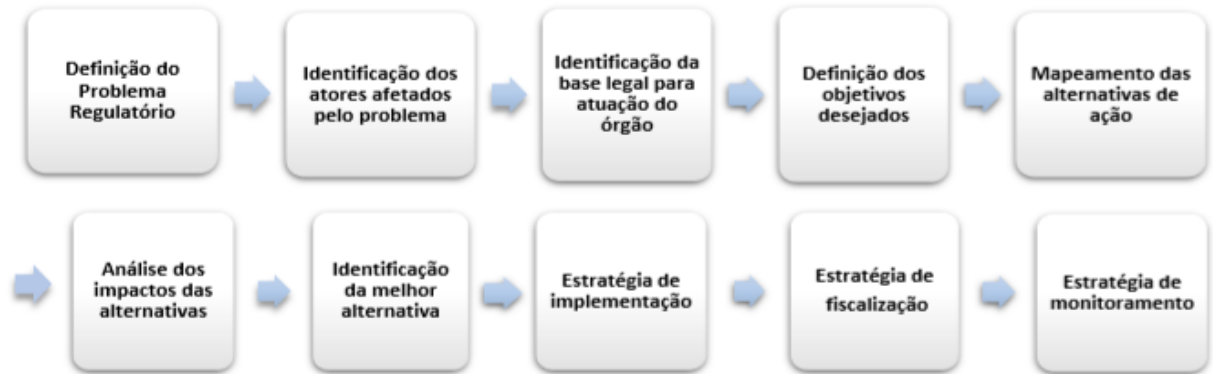 Definição do
Problema
Regulatório
Identificação dos
atores afetados
pelo problema
Identificação da
base legal para
atuação do
órgão
Definição dos
objetivos
desejados
Mapeamento das
alternativas de
ação
Análise dos
impactos das
alternativas
Identificação
da melhor
alternativa
Estratégia de
implementação
Estratégia de
fiscalização
Estratégia de
monitoramento